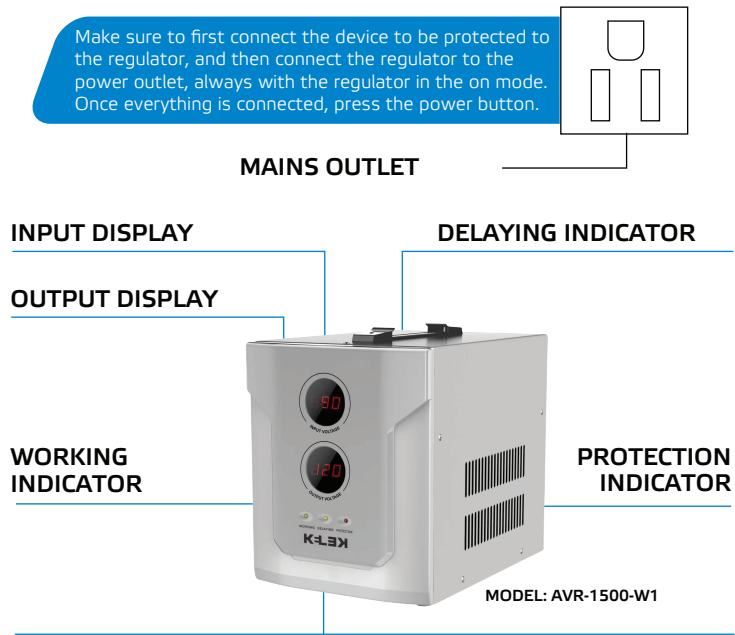 Make sure to first connect the device to be protected to
the regulator, and then connect the regulator to the
power outlet, always with the regulator in the on mode.
Once everything is connected, press the power button.
MAINS OUTLET
INPUT DISPLAY
DELAYING INDICATOR
OUTPUT DISPLAY
190
INPUT VOLTAGE
120
OUTPUT VOLTAGE
WORKING
INDICATOR
PROTECTION
INDICATOR
WORKING DELAYING PROTECTION
MODEL: AVR-1500-W1